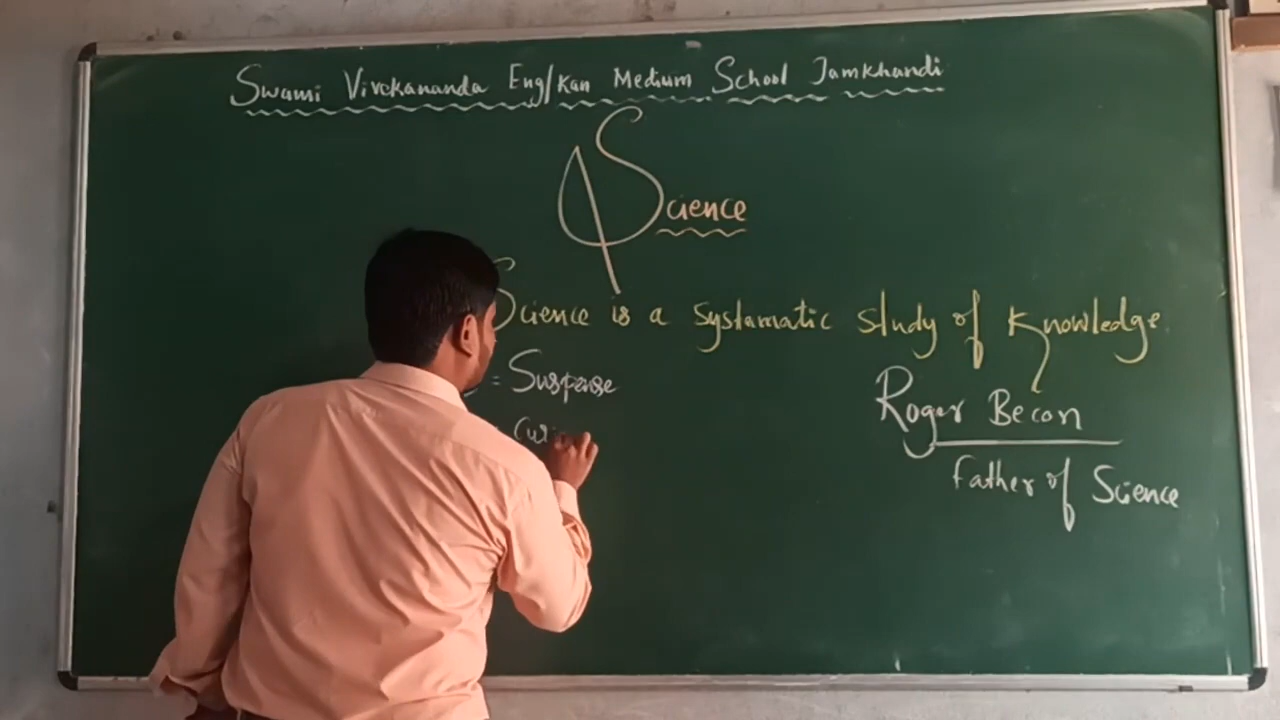 Swami Vivekananda Eng/Kan Medium School Jamkhandi
Science
Science is a Systamatic study of Knowledge
= Suspense
Roger Becon
Father of Science